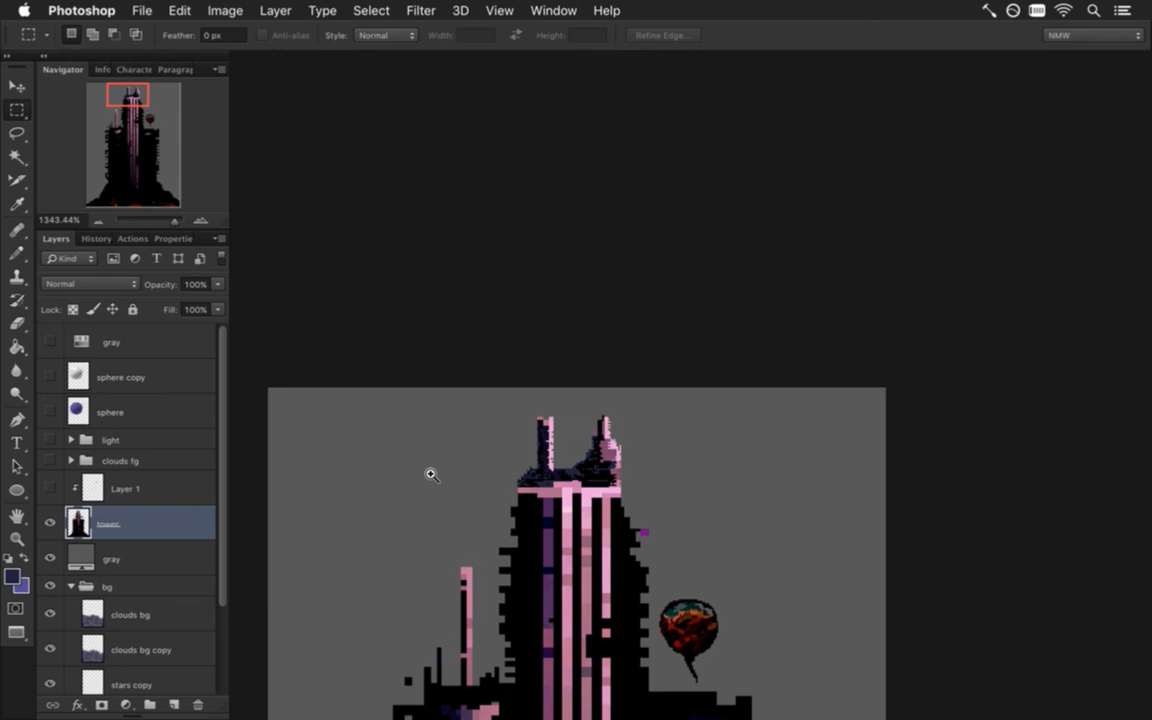 Photoshop File Edit Image Layer Type Select Filter 3D View Window Help
Feather: 0 px Anti-alias Style: Normal Width: Height: Refine Edge... NMW
Navigator Info Characte Paragrap
1343.44%
Layers History Actions Propertie
Kind
Normal Opacity: 100%
Lock: Fill: 100%
gray
sphere copy
sphere
light
clouds fg
Layer 1
gray
bg
clouds bg
clouds bg copy
stars copy